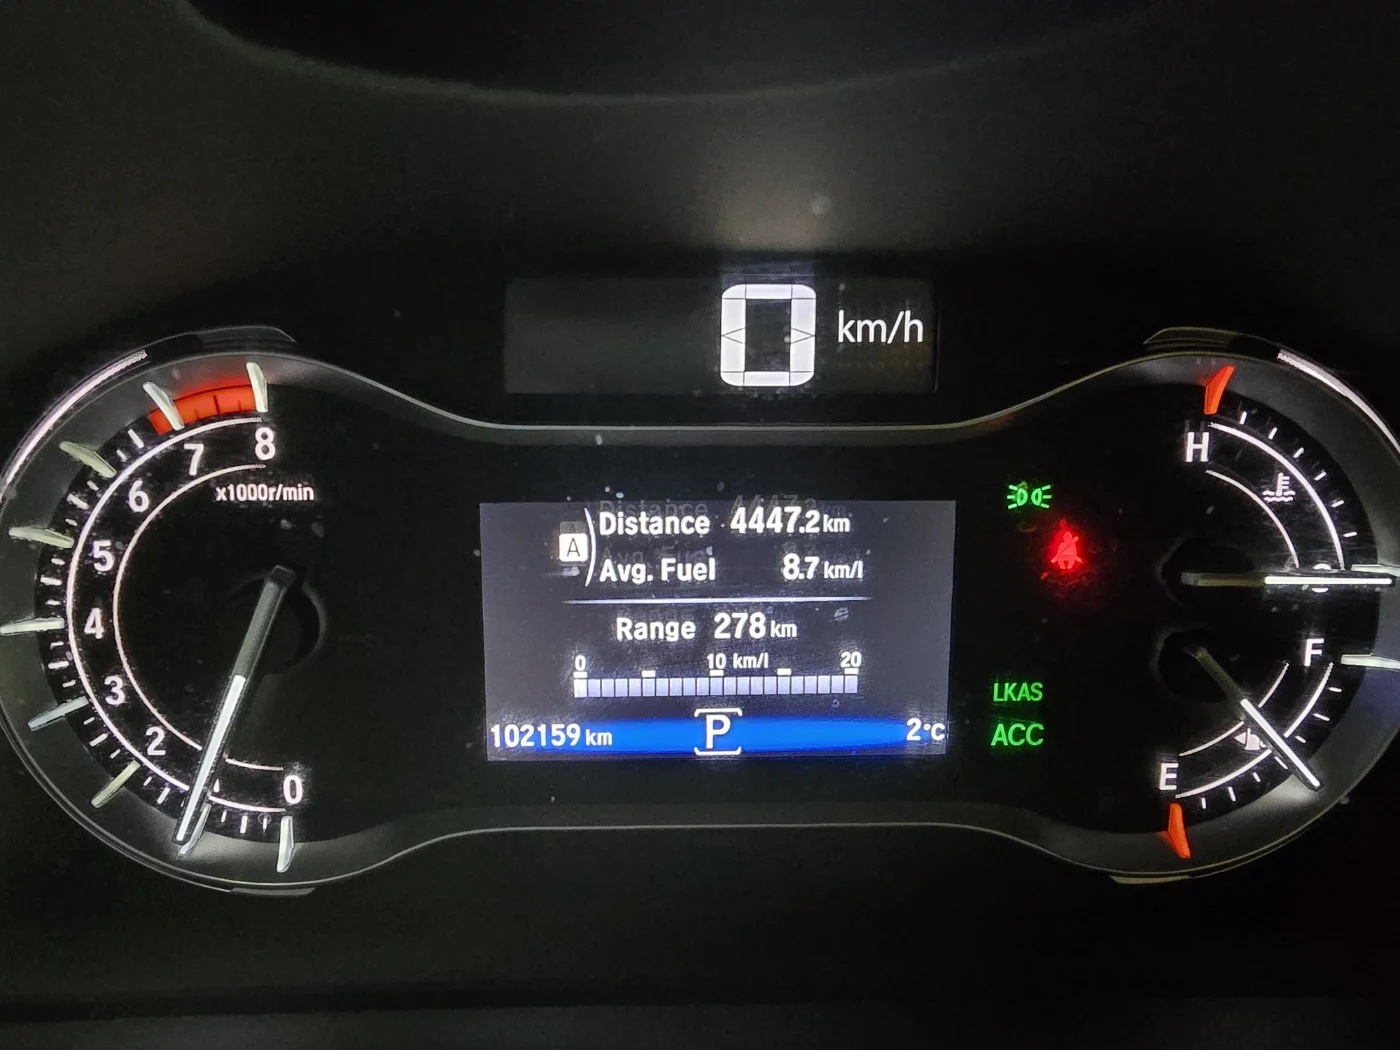 0 km/h
8
7
6
x1000r/min
5
4
3
2
0
A
Distance 4447.2 km
Avg. Fuel 8.7 km/l
Range 278 km
0 10 km/l 20
102159 km P 2°C
LKAS
ACC
H
F
E